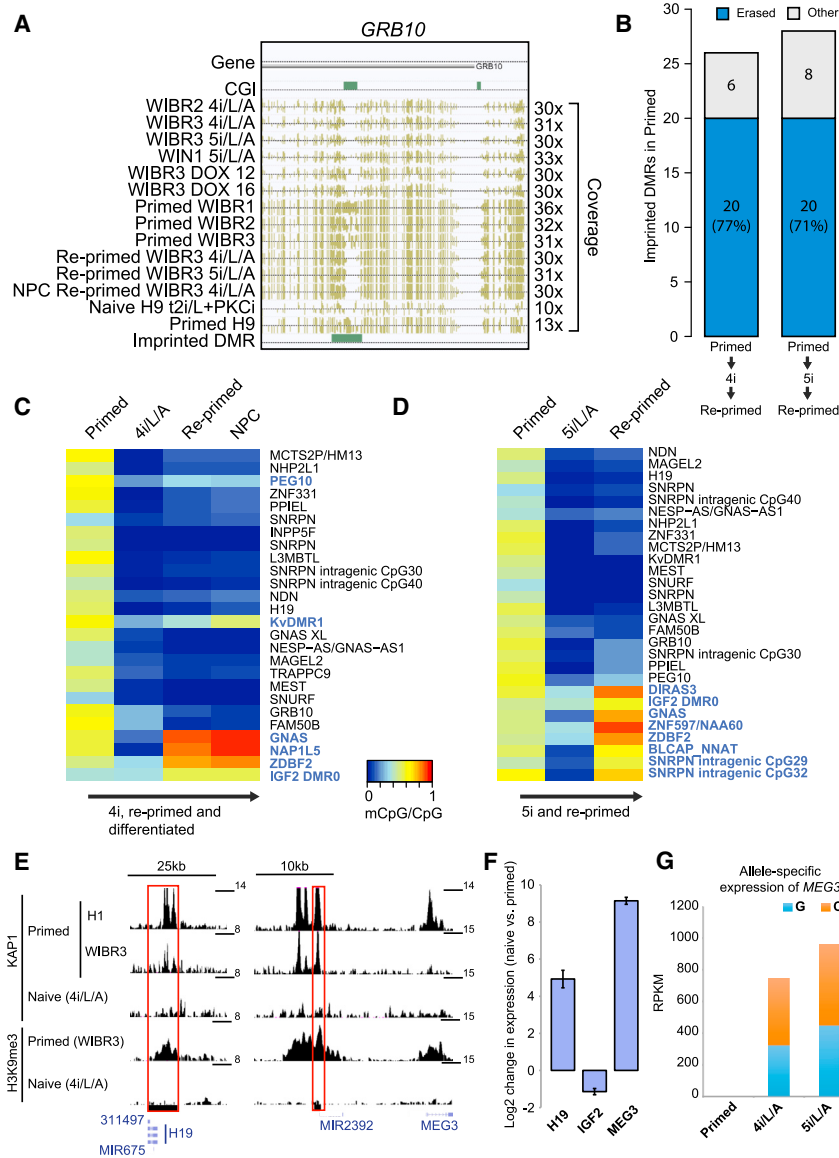 A
GRB10
Gene
GRB10
CGI
WIBR2 4i/L/A 30x
WIBR3 4i/L/A 31x
WIBR3 5i/L/A 30x
WIN1 5i/L/A 33x
WIBR3 DOX 12 30x
WIBR3 DOX 16 30x
Primed WIBR1 36x
Primed WIBR2 32x
Primed WIBR3 31x
Re-primed WIBR3 4i/L/A 30x
Re-primed WIBR3 5i/L/A 31x
NPC Re-primed WIBR3 4i/L/A 30x
Naive H9 t2i/L+PKCi 10x
Primed H9 13x
Imprinted DMR
Coverage
B
Erased Other
Imprinted DMRs in Primed
30
25
20
15
10
5
0
6
20
(77%)
8
20
(71%)
Primed
4i
Re-primed
Primed
5i
Re-primed
C
Primed 4i/L/A Re-primed NPC
MCTS2P/HM13
NHP2L1
PEG10
ZNF331
PPIEL
SNRPN
INPP5F
SNRPN
L3MBTL
SNRPN intragenic CpG30
SNRPN intragenic CpG40
NDN
H19
KvDMR1
GNAS XL
NESP-AS/GNAS-AS1
MAGEL2
TRAPPC9
MEST
SNURF
GRB10
FAM50B
GNAS
NAP1L5
ZDBF2
IGF2 DMR0
4i, re-primed and
differentiated
0 1
mCpG/CpG
D
Primed 5i/L/A Re-primed
NDN
MAGEL2
H19
SNRPN
SNRPN intragenic CpG40
NESP-AS/GNAS-AS1
NHP2L1
ZNF331
MCTS2P/HM13
KvDMR1
MEST
SNURF
SNRPN
L3MBTL
GNAS XL
FAM50B
GRB10
SNRPN intragenic CpG30
PPIEL
PEG10
DIRAS3
IGF2 DMR0
GNAS
ZNF597/NAA60
ZDBF2
BLCAP_NNAT
SNRPN intragenic CpG29
SNRPN intragenic CpG32
5i and re-primed
E
25kb 10kb
KAP1
Primed
H1
WIBR3
Naive (4i/L/A)
H3K9me3
Primed (WIBR3)
Naive (4i/L/A)
14 14
8 15
8 15
8 15
311497
H19
MIR675
MIR2392
MEG3
F
Log2 change in expression (naive vs. primed)
10
8
6
4
2
0
-2
H19 IGF2 MEG3
G
Allele-specific
expression of MEG3
G C
RPKM
1200
1000
800
600
400
200
0
Primed 4i/L/A 5i/L/A